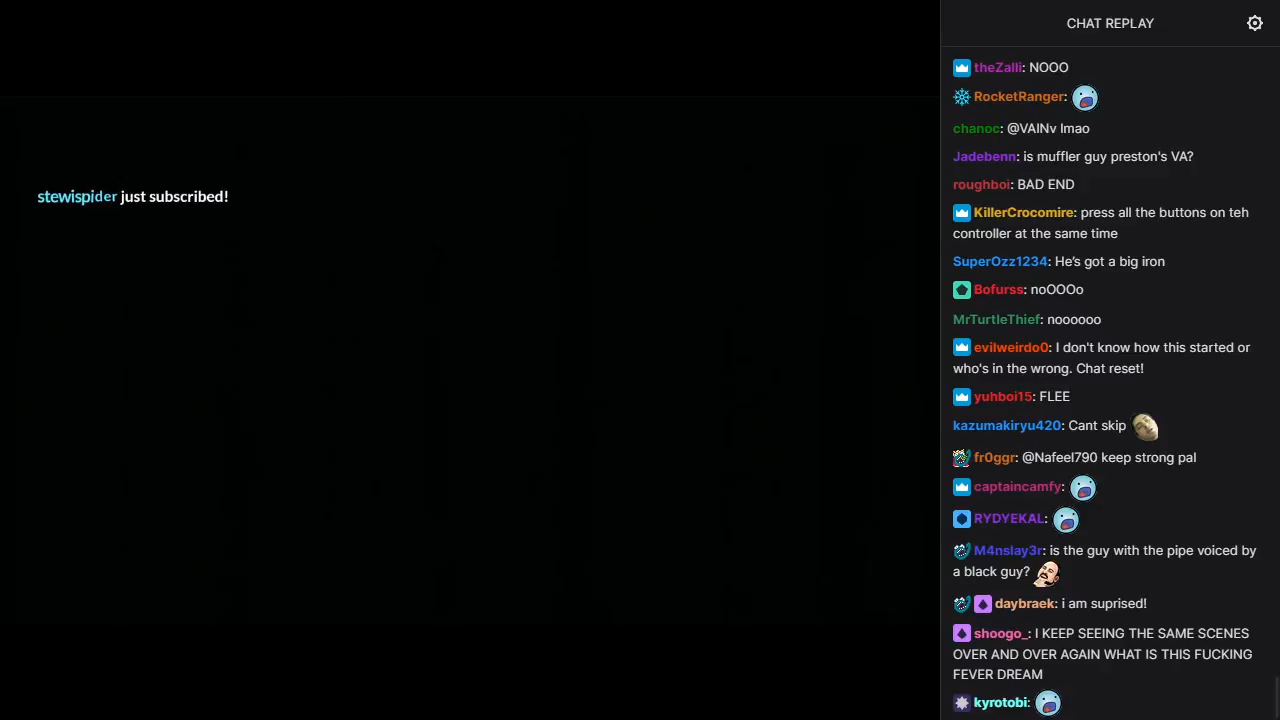 CHAT REPLAY
theZalli: NOOO
RocketRanger:
chanoc: @VAINv lmao
Jadebenn: is muffler guy preston's VA?
stewispider just subscribed!
roughboi: BAD END
KillerCrocomire: press all the buttons on teh
controller at the same time
SuperOzz1234: He's got a big iron
Bofurss: noOOOo
MrTurtleThief: noooooo
evilweirdo0: I don't know how this started or
who's in the wrong. Chat reset!
yuhboi15: FLEE
kazumakiryu420: Cant skip
fr0ggr: @Nafeel790 keep strong pal
captaincamfy:
RYDYEKAL:
M4nslay3r: is the guy with the pipe voiced by
a black guy?
daybraek: i am suprised!
shoogo_: I KEEP SEEING THE SAME SCENES
OVER AND OVER AGAIN WHAT IS THIS FUCKING
FEVER DREAM
kyrotobi: